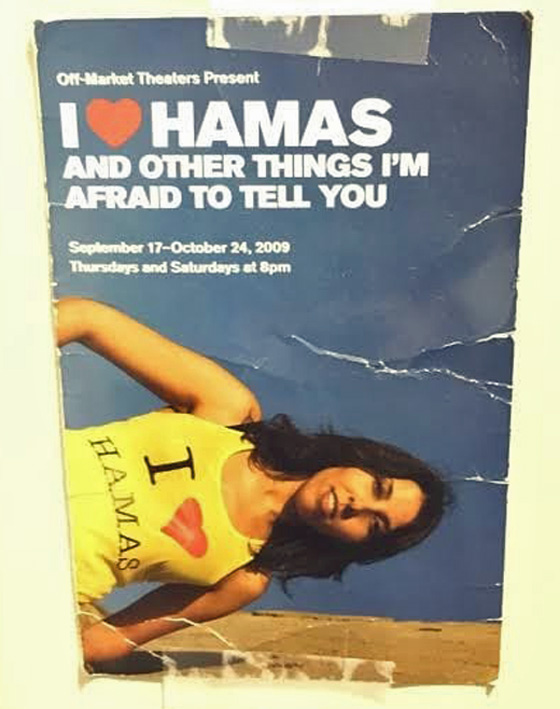 Off-Market Theaters Present
I ❤ HAMAS
AND OTHER THINGS I'M
AFRAID TO TELL YOU
September 17–October 24, 2009
Thursdays and Saturdays at 8pm
I ❤
HAMAS